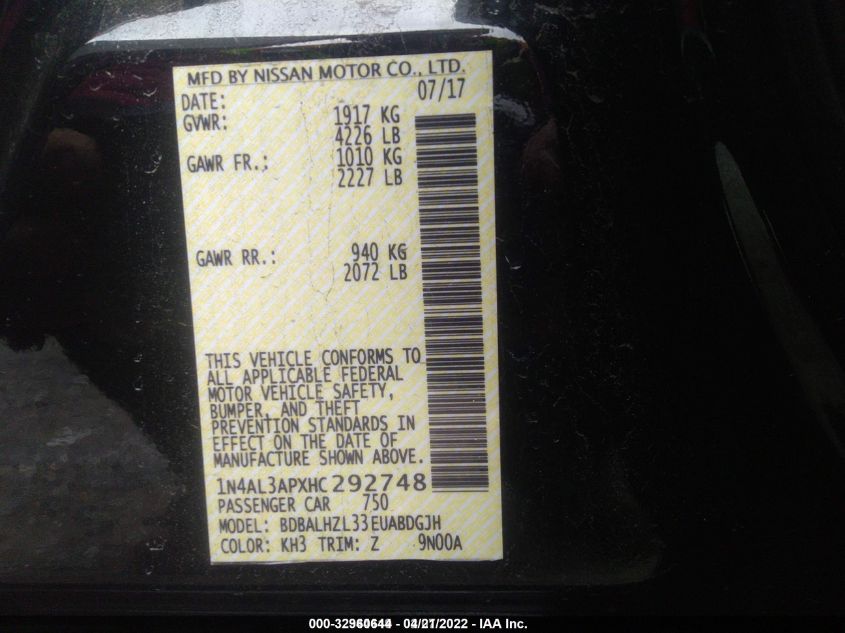 MFD BY NISSAN MOTOR CO., LTD.
DATE: 07/17
GVWR: 1917 KG
4226 LB
GAWR FR.: 1010 KG
2227 LB
GAWR RR.: 940 KG
2072 LB
THIS VEHICLE CONFORMS TO
ALL APPLICABLE FEDERAL
MOTOR VEHICLE SAFETY,
BUMPER, AND THEFT
PREVENTION STANDARDS IN
EFFECT ON THE DATE OF
MANUFACTURE SHOWN ABOVE.
1N4AL3APXHC292748
PASSENGER CAR 750
MODEL: BDBALHZL33EUABDGJH
COLOR: KH3 TRIM: Z 9N00A
- IAA Inc.